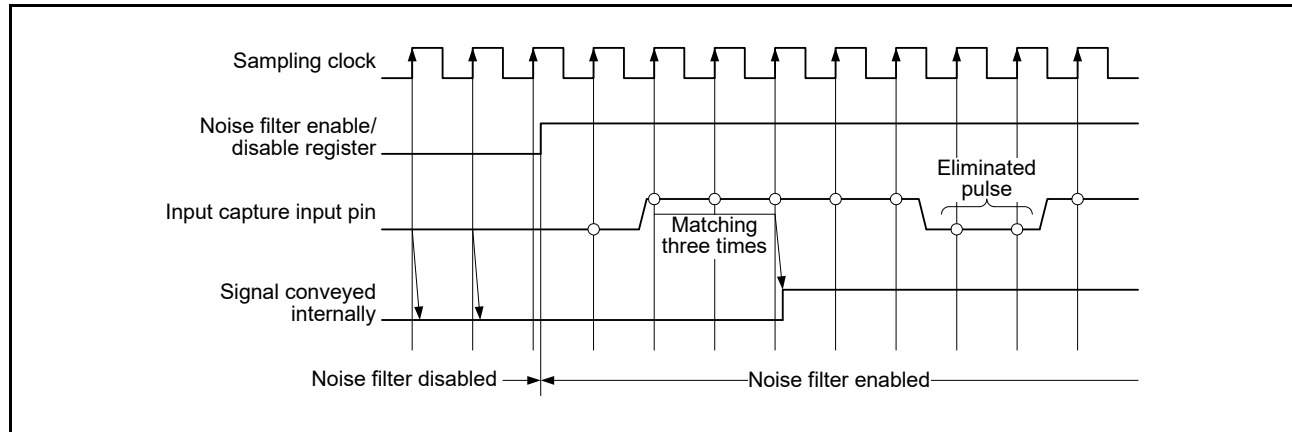 Sampling clock
Noise filter enable/
disable register
Eliminated
pulse
Input capture input pin
Matching
three times
Signal conveyed
internally
Noise filter disabled
Noise filter enabled